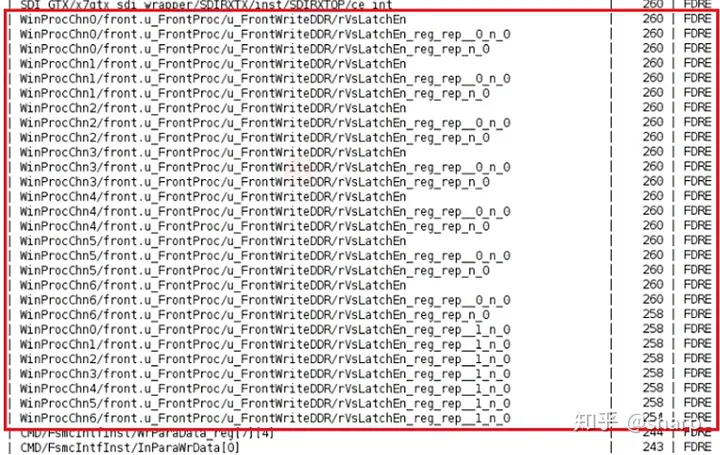 | SDI_GTX/x7gtx_sdi_wrapper/SDIRXTX/inst/SDIRXTOP/ce_int | 260 | FDRE
| WinProcChn0/front.u_FrontProc/u_FrontWriteDDR/rVsLatchEn | 260 | FDRE
| WinProcChn0/front.u_FrontProc/u_FrontWriteDDR/rVsLatchEn_reg_rep__0_n_0 | 260 | FDRE
| WinProcChn0/front.u_FrontProc/u_FrontWriteDDR/rVsLatchEn_reg_rep_n_0 | 260 | FDRE
| WinProcChn1/front.u_FrontProc/u_FrontWriteDDR/rVsLatchEn | 260 | FDRE
| WinProcChn1/front.u_FrontProc/u_FrontWriteDDR/rVsLatchEn_reg_rep__0_n_0 | 260 | FDRE
| WinProcChn1/front.u_FrontProc/u_FrontWriteDDR/rVsLatchEn_reg_rep_n_0 | 260 | FDRE
| WinProcChn2/front.u_FrontProc/u_FrontWriteDDR/rVsLatchEn | 260 | FDRE
| WinProcChn2/front.u_FrontProc/u_FrontWriteDDR/rVsLatchEn_reg_rep__0_n_0 | 260 | FDRE
| WinProcChn2/front.u_FrontProc/u_FrontWriteDDR/rVsLatchEn_reg_rep_n_0 | 260 | FDRE
| WinProcChn3/front.u_FrontProc/u_FrontWriteDDR/rVsLatchEn | 260 | FDRE
| WinProcChn3/front.u_FrontProc/u_FrontWriteDDR/rVsLatchEn_reg_rep__0_n_0 | 260 | FDRE
| WinProcChn3/front.u_FrontProc/u_FrontWriteDDR/rVsLatchEn_reg_rep_n_0 | 260 | FDRE
| WinProcChn4/front.u_FrontProc/u_FrontWriteDDR/rVsLatchEn | 260 | FDRE
| WinProcChn4/front.u_FrontProc/u_FrontWriteDDR/rVsLatchEn_reg_rep__0_n_0 | 260 | FDRE
| WinProcChn4/front.u_FrontProc/u_FrontWriteDDR/rVsLatchEn_reg_rep_n_0 | 260 | FDRE
| WinProcChn5/front.u_FrontProc/u_FrontWriteDDR/rVsLatchEn | 260 | FDRE
| WinProcChn5/front.u_FrontProc/u_FrontWriteDDR/rVsLatchEn_reg_rep__0_n_0 | 260 | FDRE
| WinProcChn5/front.u_FrontProc/u_FrontWriteDDR/rVsLatchEn_reg_rep_n_0 | 260 | FDRE
| WinProcChn6/front.u_FrontProc/u_FrontWriteDDR/rVsLatchEn | 260 | FDRE
| WinProcChn6/front.u_FrontProc/u_FrontWriteDDR/rVsLatchEn_reg_rep__0_n_0 | 260 | FDRE
| WinProcChn6/front.u_FrontProc/u_FrontWriteDDR/rVsLatchEn_reg_rep_n_0 | 258 | FDRE
| WinProcChn0/front.u_FrontProc/u_FrontWriteDDR/rVsLatchEn_reg_rep__1_n_0 | 258 | FDRE
| WinProcChn1/front.u_FrontProc/u_FrontWriteDDR/rVsLatchEn_reg_rep__1_n_0 | 258 | FDRE
| WinProcChn2/front.u_FrontProc/u_FrontWriteDDR/rVsLatchEn_reg_rep__1_n_0 | 258 | FDRE
| WinProcChn3/front.u_FrontProc/u_FrontWriteDDR/rVsLatchEn_reg_rep__1_n_0 | 258 | FDRE
| WinProcChn4/front.u_FrontProc/u_FrontWriteDDR/rVsLatchEn_reg_rep__1_n_0 | 258 | FDRE
| WinProcChn5/front.u_FrontProc/u_FrontWriteDDR/rVsLatchEn_reg_rep__1_n_0 | 258 | FDRE
| WinProcChn6/front.u_FrontProc/u_FrontWriteDDR/rVsLatchEn_reg_rep__1_n_0 | 254 | FDRE
| CMD/FsmcIntfInst/WrParaData_reg[7][4] | 244 | FDRE
| CMD/FsmcIntfInst/InParaWrData[0] | 243 | FDRE
知乎 @sharp